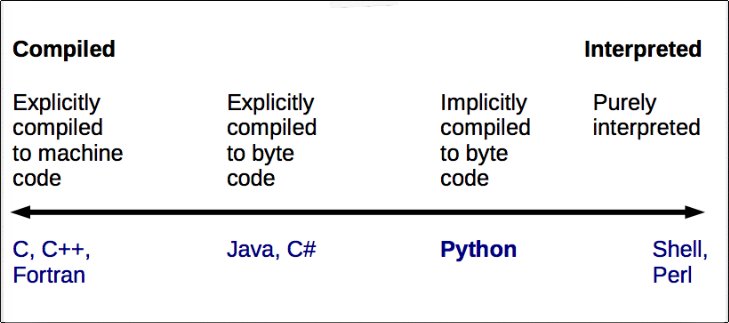 Compiled
Interpreted
Explicitly
compiled
to machine
code
Explicitly
compiled
to byte
code
Implicitly
compiled
to byte
code
Purely
interpreted
C, C++,
Fortran
Java, C#
Python
Shell,
Perl